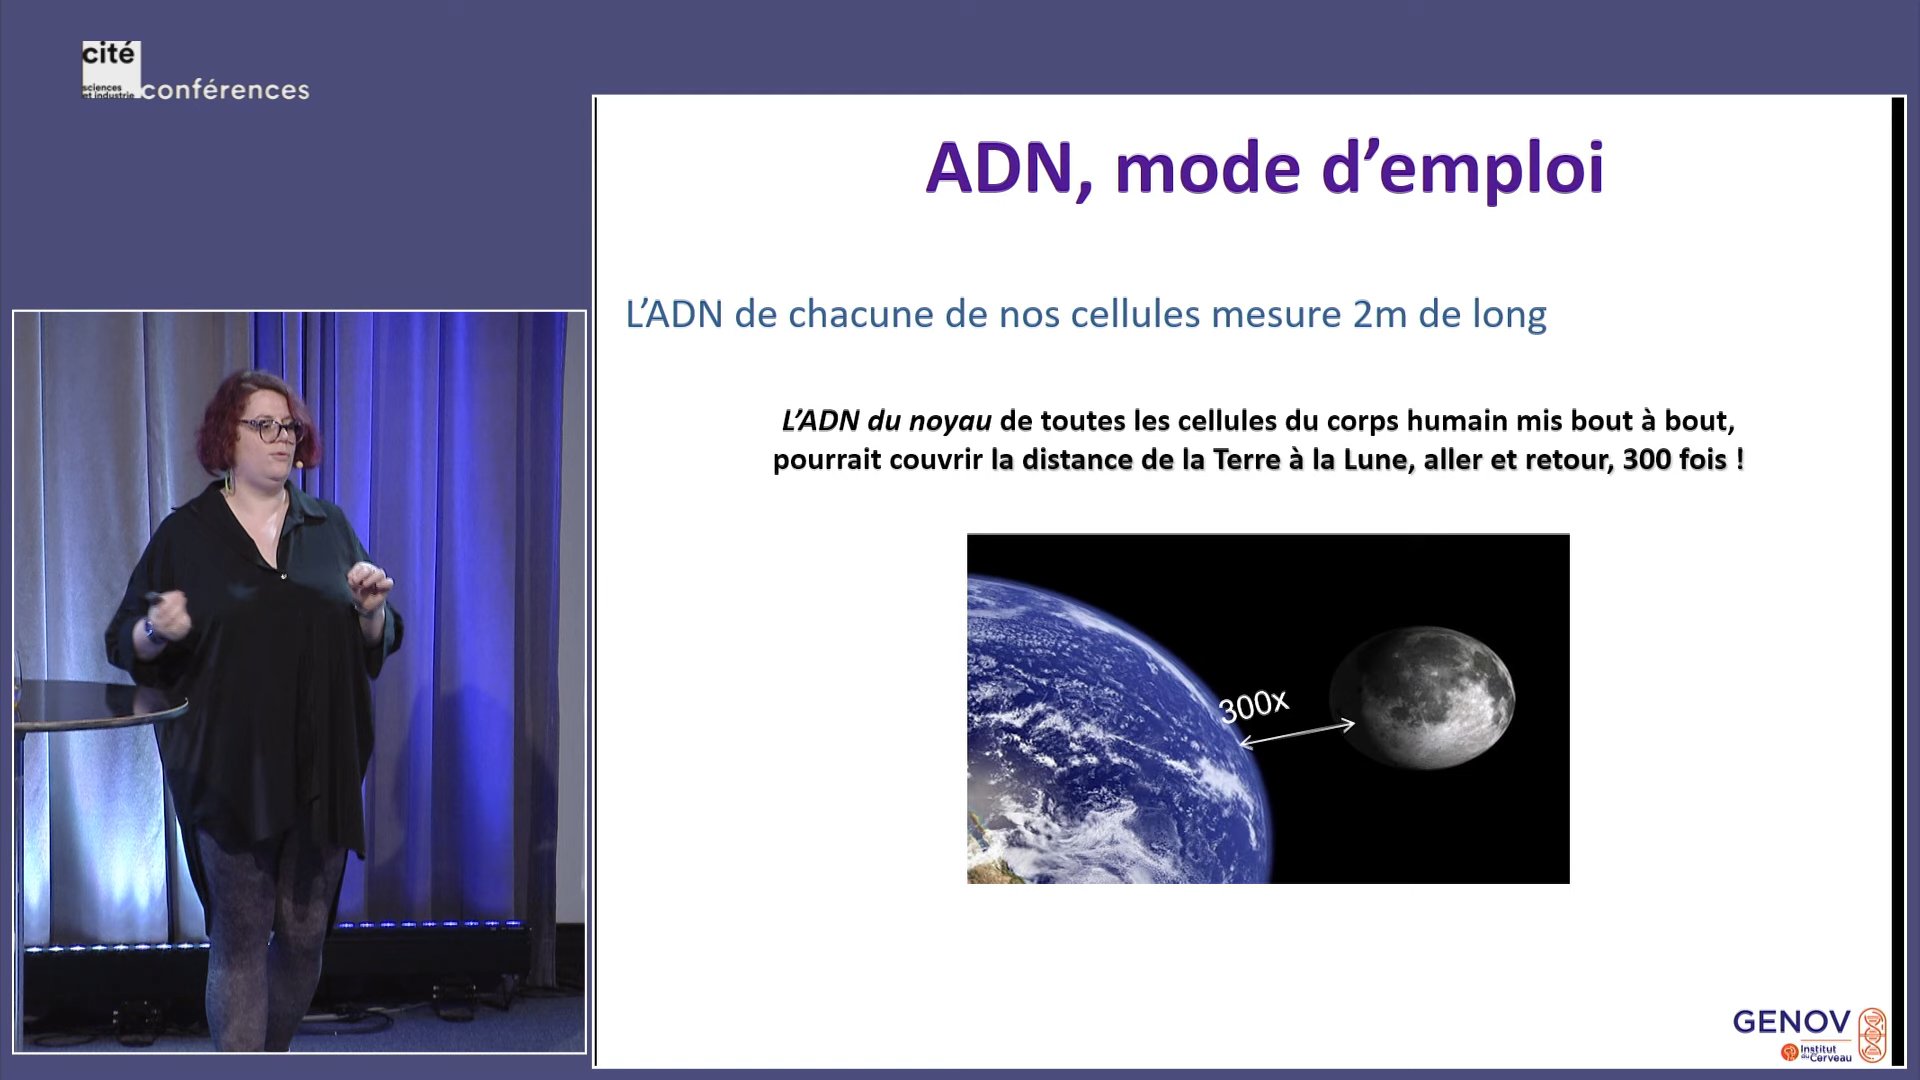 cité
sciences
et industrie
conférences
ADN, mode d’emploi
L’ADN de chacune de nos cellules mesure 2m de long
L’ADN du noyau de toutes les cellules du corps humain mis bout à bout,
pourrait couvrir la distance de la Terre à la Lune, aller et retour, 300 fois !
300x
GENOV
Institut
du Cerveau